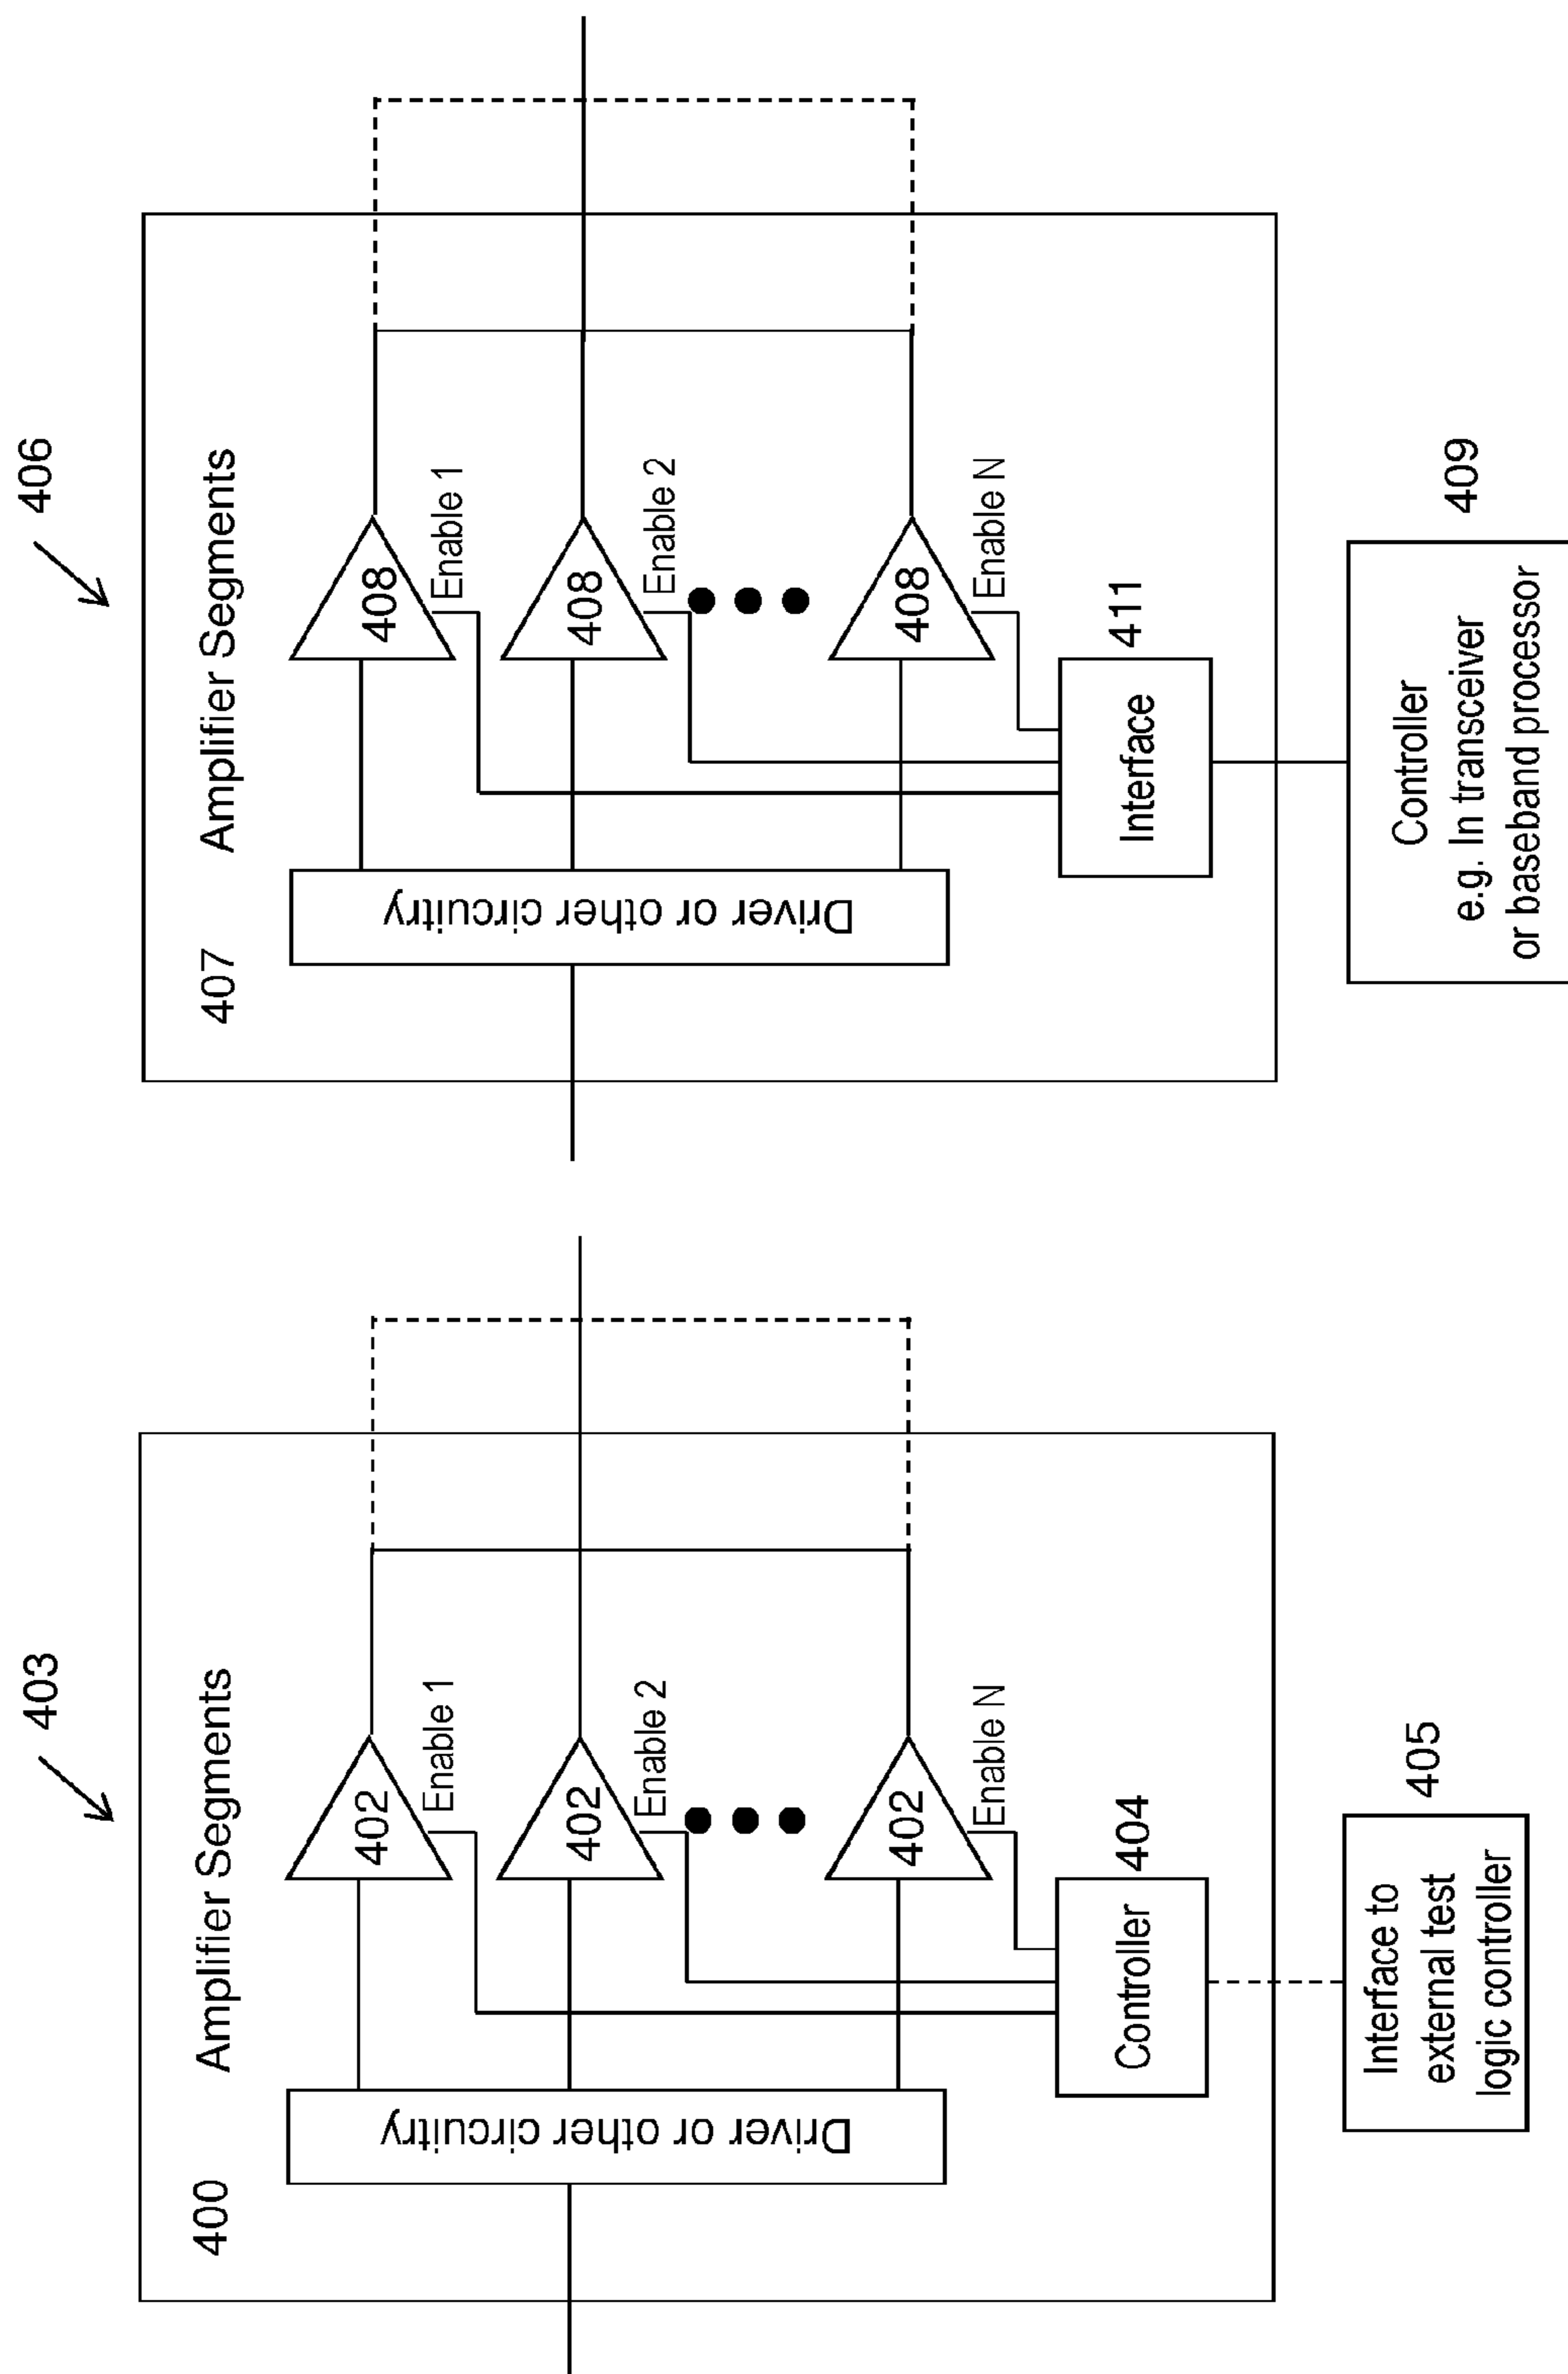 403
400
Amplifier Segments
Driver or other circuitry
402
Enable 1
402
Enable 2
402
Enable N
Controller
404
Interface to
external test
logic controller
405
406
407
Amplifier Segments
Driver or other circuitry
408
Enable 1
408
Enable 2
408
Enable N
Interface
411
Controller
e.g. In transceiver
or baseband processor
409